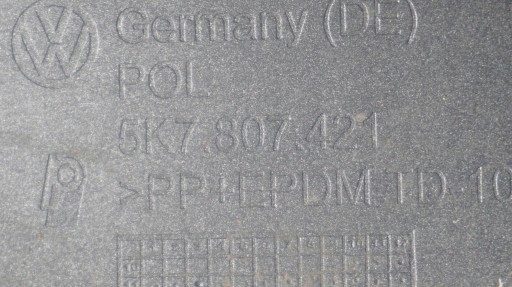 Germany (DE)
POL
5K7.807.421
>PP+EPDM.TD 10